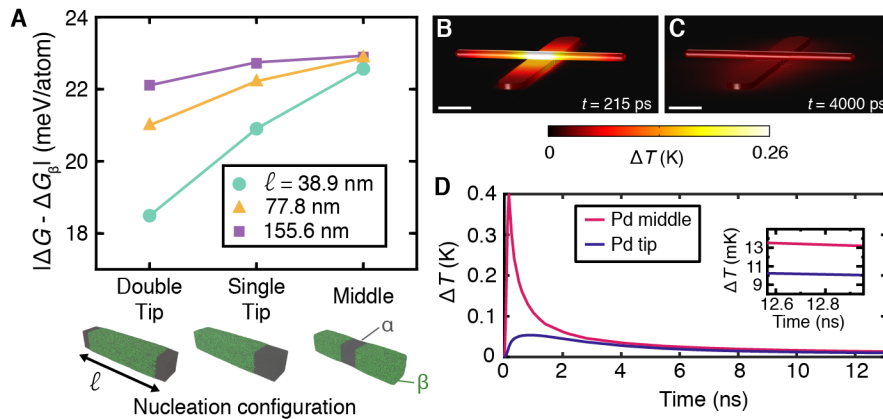 A
|ΔG - ΔG_β| (meV/atom)
24
22
20
18
ℓ = 38.9 nm
77.8 nm
155.6 nm
Double Tip
Single Tip
Middle
ℓ
α
β
Nucleation configuration
B
t = 215 ps
C
t = 4000 ps
0
0.26
ΔT (K)
D
ΔT (K)
0.4
0.3
0.2
0.1
0
Pd middle
Pd tip
ΔT (mK)
13
11
9
12.6
12.8
Time (ns)
0
2
4
6
8
10
12
Time (ns)